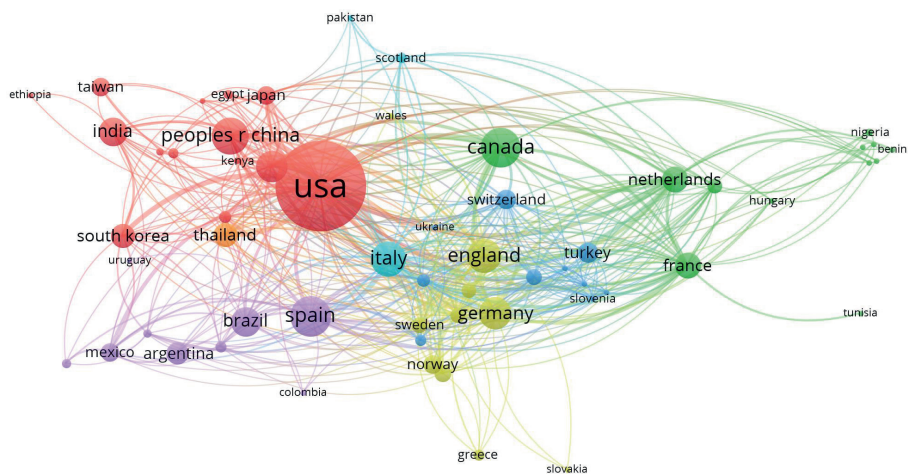 pakistan
scotland
ethiopia
taiwan
egypt
japan
wales
india
peoples r china
kenya
usa
canada
nigeria
benin
netherlands
switzerland
hungary
ukraine
south korea
thailand
uruguay
italy
england
turkey
france
slovenia
tunisia
spain
brazil
sweden
germany
mexico
argentina
norway
colombia
greece
slovakia